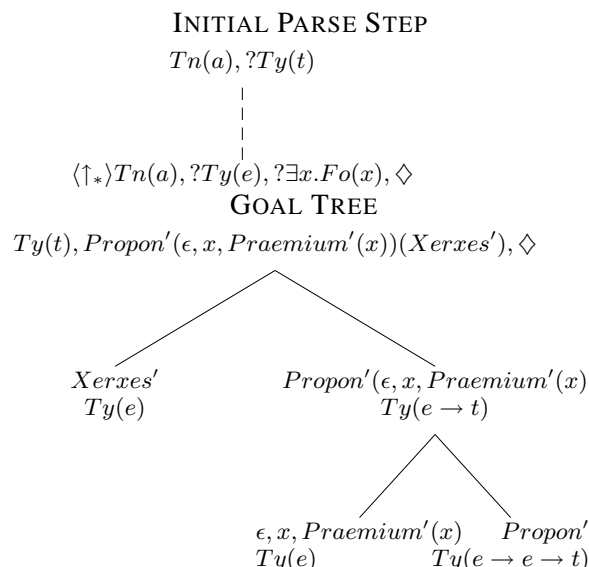 INITIAL PARSE STEP
Tn(a), ?Ty(t)
⟨↑*⟩Tn(a), ?Ty(e), ?∃x.Fo(x), ♢
GOAL TREE
Ty(t), Propon′(ϵ, x, Praemium′(x))(Xerxes′), ♢
Xerxes′ Propon′(ϵ, x, Praemium′(x)
Ty(e) Ty(e → t)
ϵ, x, Praemium′(x) Propon′
Ty(e) Ty(e → e → t)